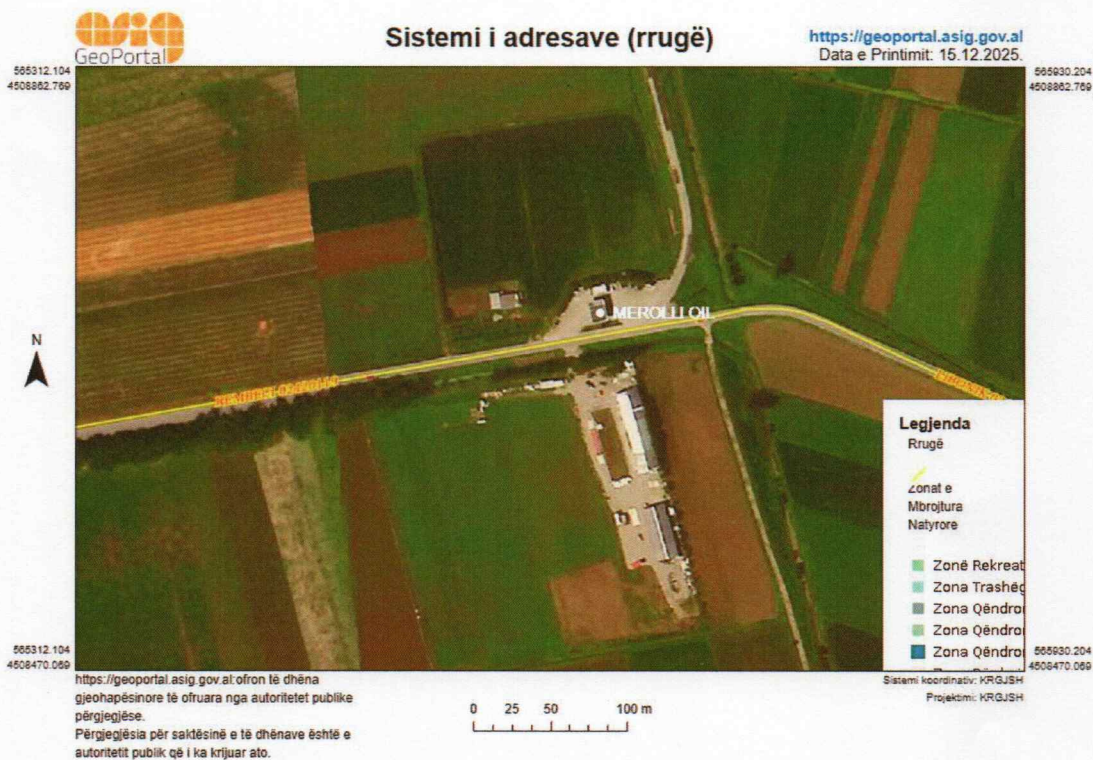 asig
GeoPortal
Sistemi i adresave (rrugë)
https://geoportal.asig.gov.al
Data e Printimit: 15.12.2025.
565312.104
4508862.769
565930.204
4508862.769
N
MEROLLI OIL
Legjenda
Rrugë
Zonat e
Mbrojtura
Natyrore
Zonë Rekreat
Zona Trashëg
Zona Qëndror
Zona Qëndror
Zona Qëndror
565312.104
4508470.069
565930.204
4508470.069
https://geoportal.asig.gov.al:ofron të dhëna
gjeohapësinore të ofruara nga autoritetet publike
përgjegjëse.
Përgjegjësia për saktësinë e të dhënave është e
autoritetit publik që i ka krijuar ato.
0 25 50 100 m
Sistemi koordinativ: KRGJSH
Projektimi: KRGJSH